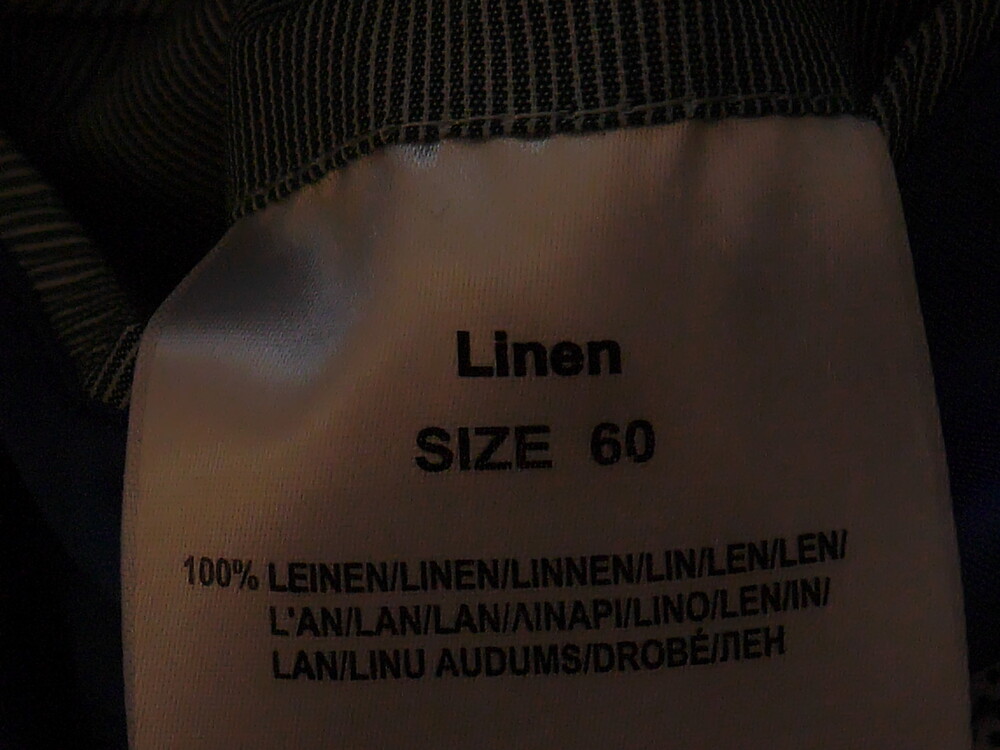 Linen
SIZE 60
100% LEINEN/LINEN/LINNEN/LIN/LEN/LEN/
L'AN/LAN/LAN/ΛΙΝΑΡΙ/LINO/LEN/IN/
LAN/LINU AUDUMS/DROBÉ/ЛЕН